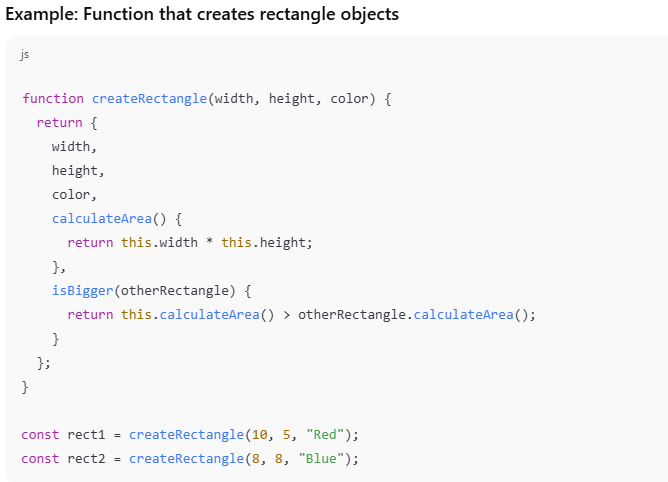 Example: Function that creates rectangle objects
js
function createRectangle(width, height, color) {
  return {
    width,
    height,
    color,
    calculateArea() {
      return this.width * this.height;
    },
    isBigger(otherRectangle) {
      return this.calculateArea() > otherRectangle.calculateArea();
    }
  };
}
const rect1 = createRectangle(10, 5, "Red");
const rect2 = createRectangle(8, 8, "Blue");